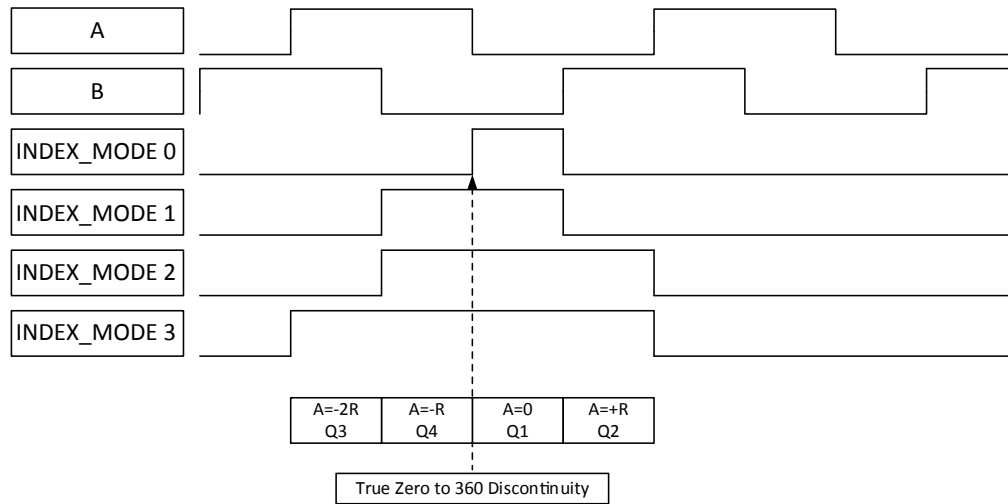 A
B
INDEX_MODE 0
INDEX_MODE 1
INDEX_MODE 2
INDEX_MODE 3
A=-2R
Q3
A=-R
Q4
A=0
Q1
A=+R
Q2
True Zero to 360 Discontinuity